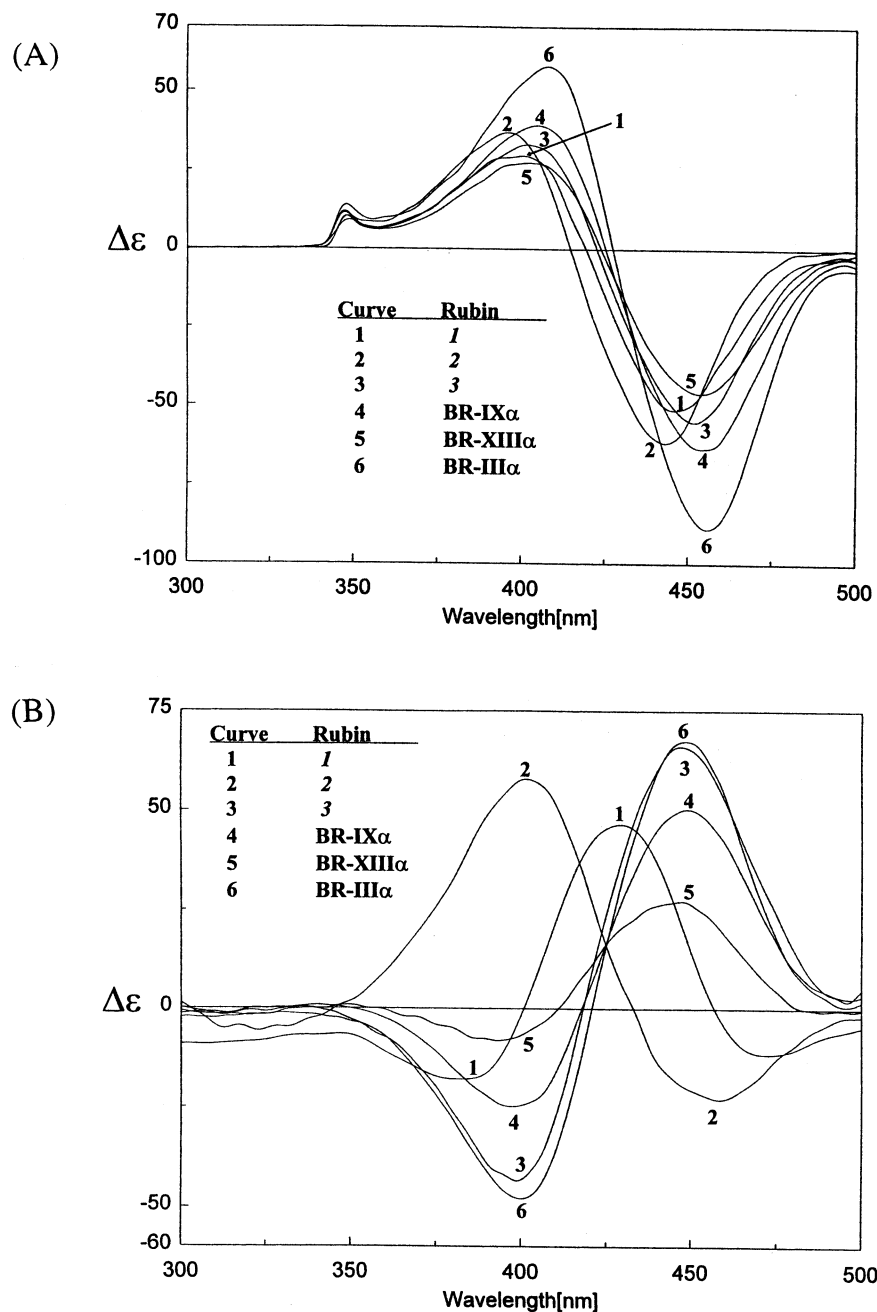 (A)
70
50
0
-50
-100
Δε
6
2
4
3
1
5
Curve Rubin
1 1
2 2
3 3
4 BR-IXα
5 BR-XIIIα
6 BR-IIIα
5
1
3
2
4
6
300 350 400 450 500
Wavelength[nm]
(B)
75
50
0
-50
-60
Δε
Curve Rubin
1 1
2 2
3 3
4 BR-IXα
5 BR-XIIIα
6 BR-IIIα
2
6
3
1
4
5
5
1
4
2
3
6
300 350 400 450 500
Wavelength[nm]